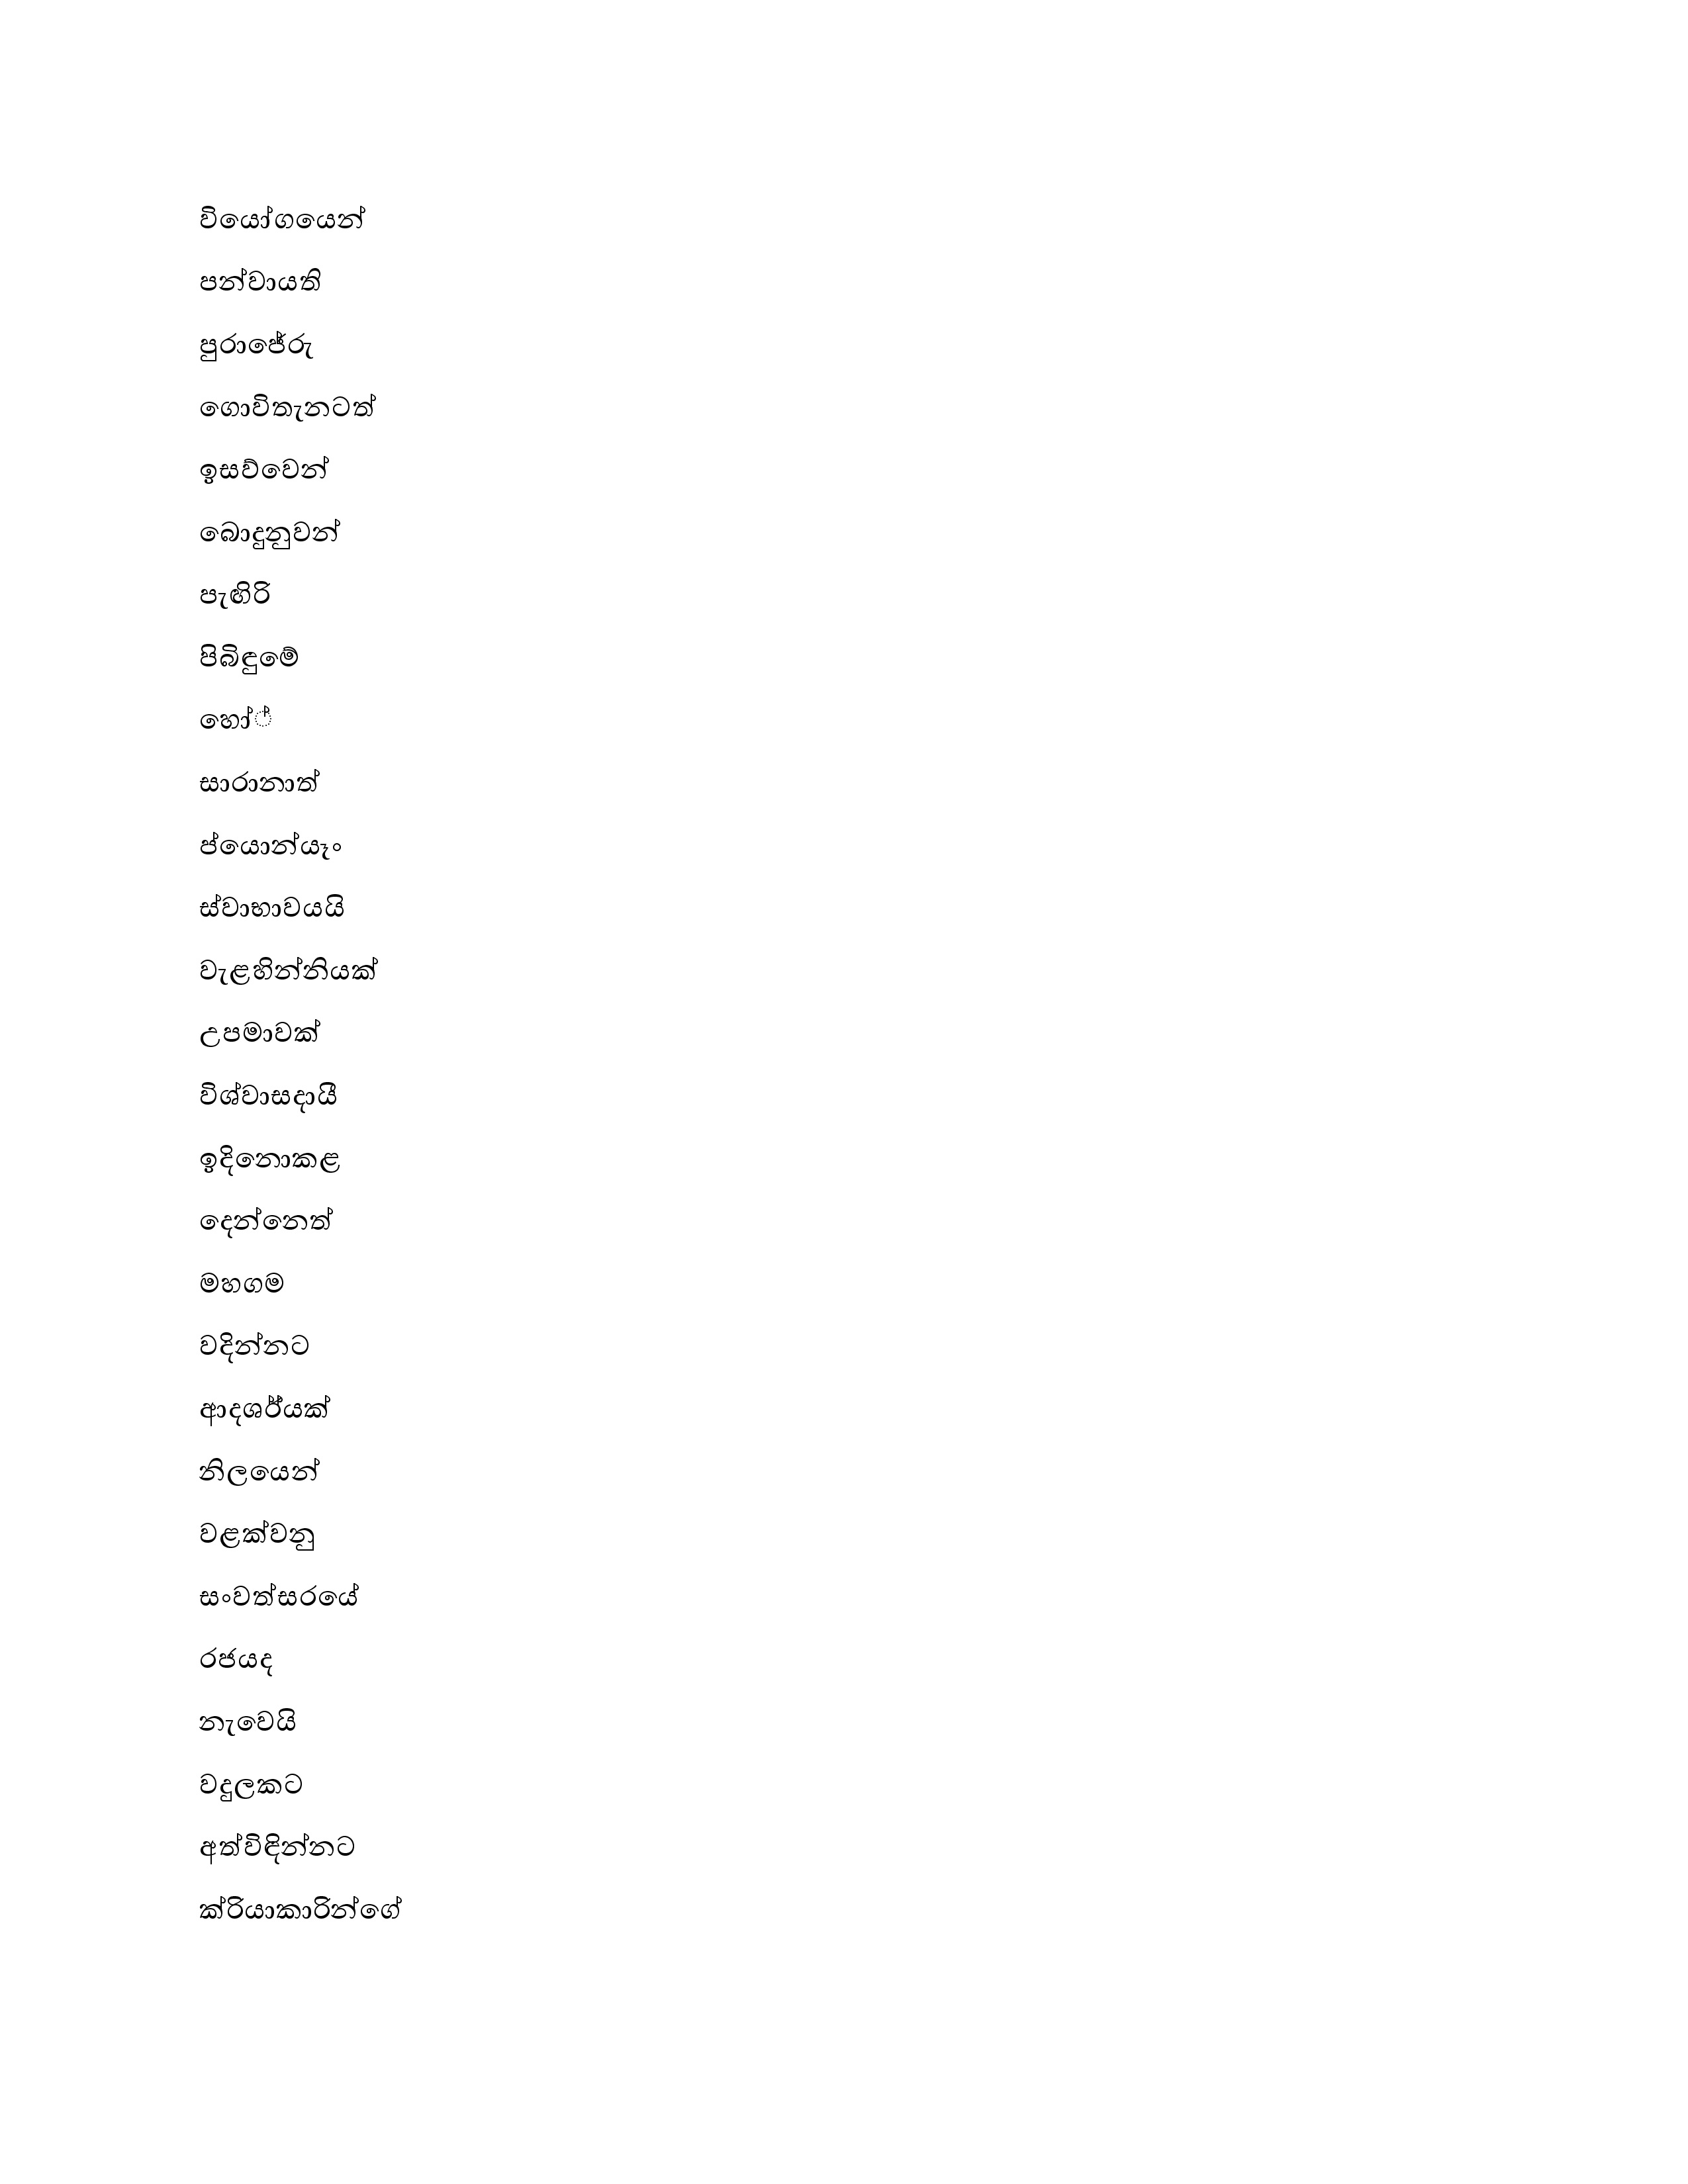 වියෝගයෙන්
පන්වායති
පුරාජේරු
ගොවිතැනටත්
ඉසව්වෙන්
බොදුනුවන්
පැඟිරි
පිබිඳුමේ
හෝ්
සාරානාත්
ප්යොන්යෑං
ස්වාභාවයයි
වැළහින්නියක්
උපමාවක්
විශ්වාසදායී
ඉදිනොකළ
දෙන්නෙත්
මහගම
වදින්නට
ආදශර්යක්
නිලයෙන්
වළක්වනු
සංවත්සරයේ
රජයද
නැවෙයි
වදුලකට
අත්විඳින්නට
ක්රියාකාරින්ගේ